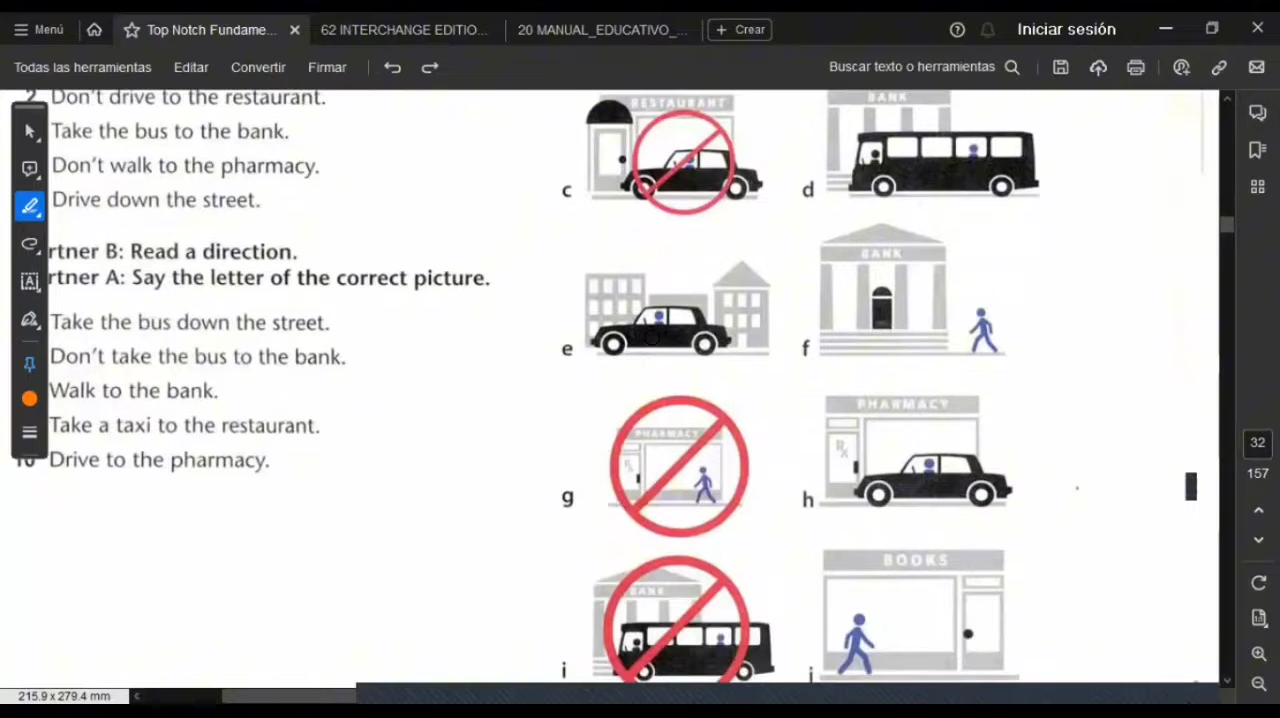 Menú
Top Notch Fundame...
62 INTERCHANGE EDITIO...
20 MANUAL_EDUCATIVO_...
Crear
Iniciar sesión
Todas las herramientas
Editar
Convertir
Firmar
Buscar texto o herramientas
2 Don't drive to the restaurant.
Take the bus to the bank.
Don't walk to the pharmacy.
Drive down the street.
rtner B: Read a direction.
rtner A: Say the letter of the correct picture.
Take the bus down the street.
Don't take the bus to the bank.
Walk to the bank.
Take a taxi to the restaurant.
10 Drive to the pharmacy.
RESTAURANT
c
BANK
d
e
BANK
f
PHARMACY
Rx
g
PHARMACY
Rx
h
BANK
i
BOOKS
j
32
157
215.9 x 279.4 mm